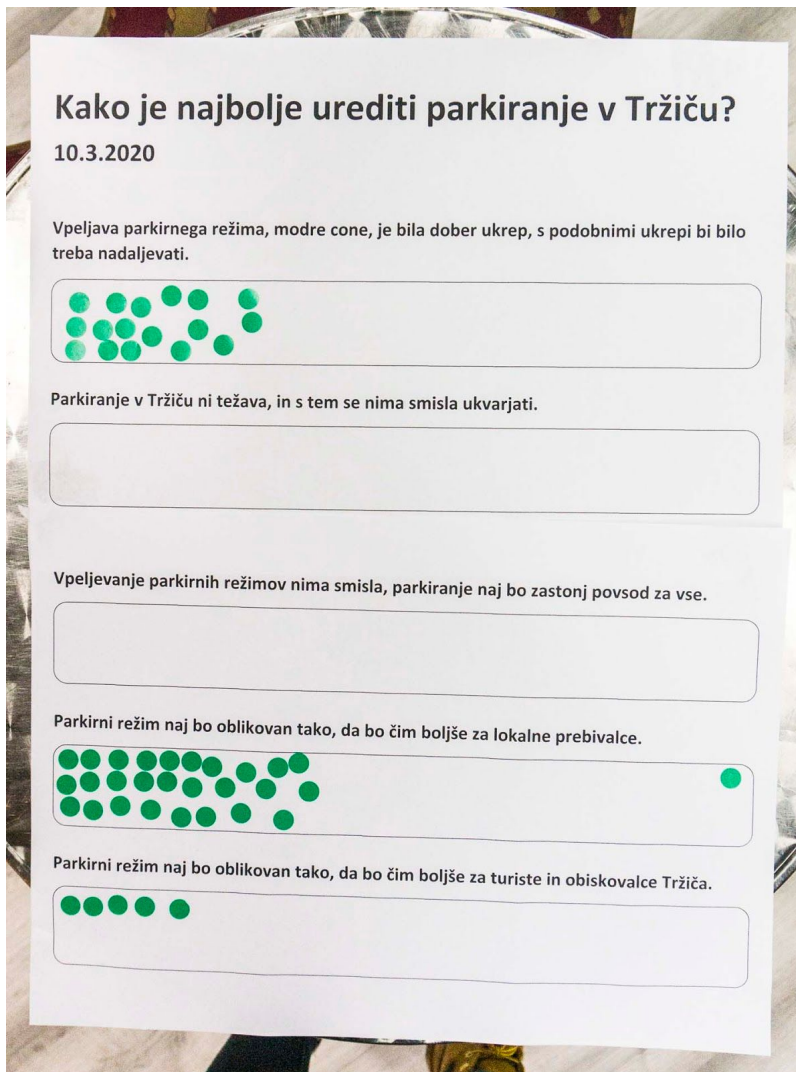 Kako je najbolje urediti parkiranje v Tržiču?
10.3.2020
Vpeljava parkirnega režima, modre cone, je bila dober ukrep, s podobnimi ukrepi bi bilo
treba nadaljevati.
Parkiranje v Tržiču ni težava, in s tem se nima smisla ukvarjati.
Vpeljevanje parkirnih režimov nima smisla, parkiranje naj bo zastonj povsod za vse.
Parkirni režim naj bo oblikovan tako, da bo čim boljše za lokalne prebivalce.
Parkirni režim naj bo oblikovan tako, da bo čim boljše za turiste in obiskovalce Tržiča.